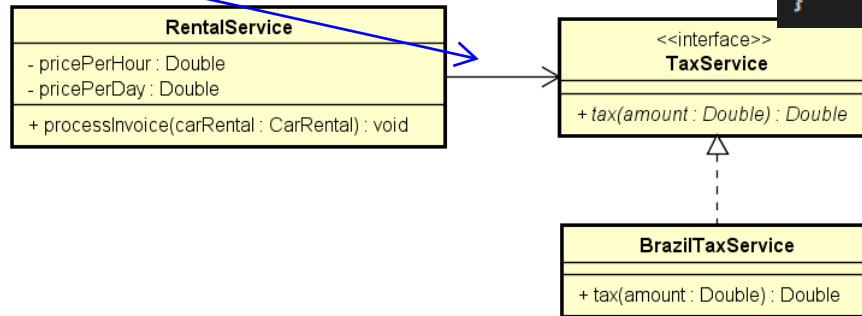 RentalService
- pricePerHour : Double
- pricePerDay : Double
+ processInvoice(carRental : CarRental) : void
}
<<interface>>
TaxService
+ tax(amount : Double) : Double
BrazilTaxService
+ tax(amount : Double) : Double